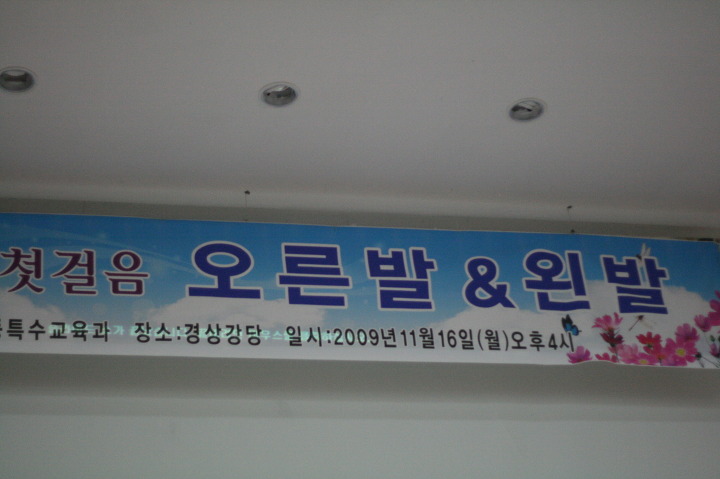 첫걸음 오른발 & 왼발
특수교육과 장소:경상강당 일시:2009년11월16일(월)오후4시